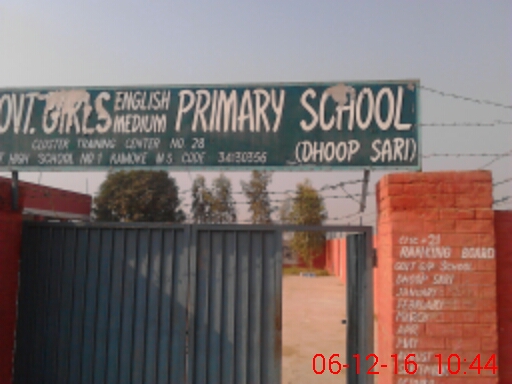 OVT. GIRLS ENGLISH MEDIUM PRIMARY SCHOOL
CLUSTER TRAINING CENTER NO. 28
HIGH SCHOOL NO 1 KAMOKE M.S CODE 34130356 (DHOOP SARI)
RANKING BOARD
GOVT G/P SCHOOL
DHOOP SARI
JANUARY
FEBRUARY
MARCH
APR
MAY
06-12-16 10:44